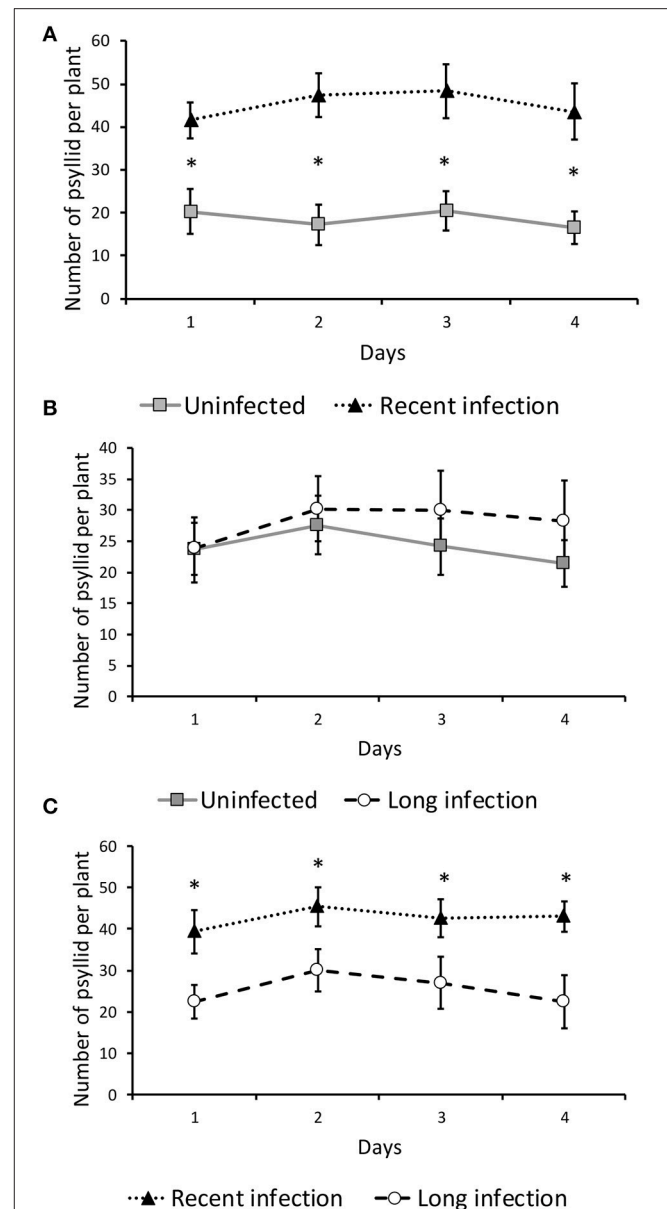 A
Number of psyllid per plant
60
50
40
30
20
10
0
* * * *
1 2 3 4
Days
Uninfected Recent infection
B
Number of psyllid per plant
40
35
30
25
20
15
10
5
0
1 2 3 4
Days
Uninfected Long infection
C
Number of psyllid per plant
60
50
40
30
20
10
0
* * * *
1 2 3 4
Days
Recent infection Long infection